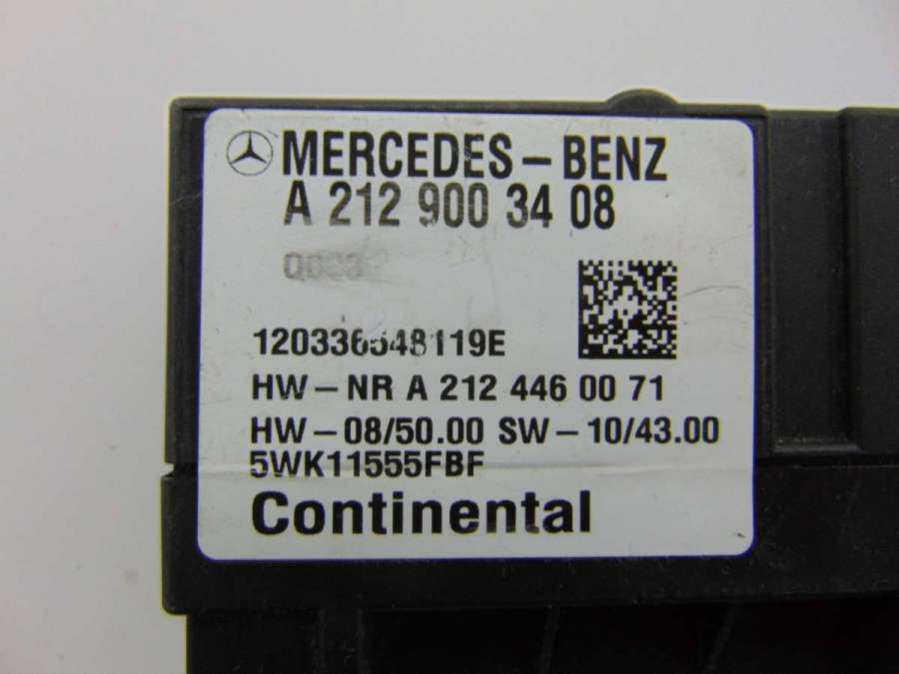 MERCEDES-BENZ
A 212 900 34 08
120336548119E
HW-NR A 212 446 00 71
HW-08/50.00 SW-10/43.00
5WK11555FBF
Continental